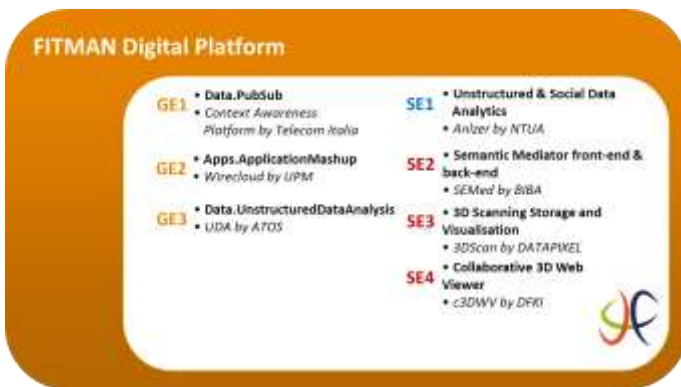 FITMAN Digital Platform
GE1
• Data.PubSub
• Context Awareness
Platform by Telecom Italia
GE2
• Apps.ApplicationMashup
• Wirecloud by UPM
GE3
• Data.UnstructuredDataAnalysis
• UDA by ATOS
SE1
• Unstructured & Social Data
Analytics
• Anlzer by NTUA
SE2
• Semantic Mediator front-end &
back-end
• SEMed by BIBA
SE3
• 3D Scanning Storage and
Visualisation
• 3DScan by DATAPIXEL
SE4
• Collaborative 3D Web
Viewer
• c3DWV by DFKI